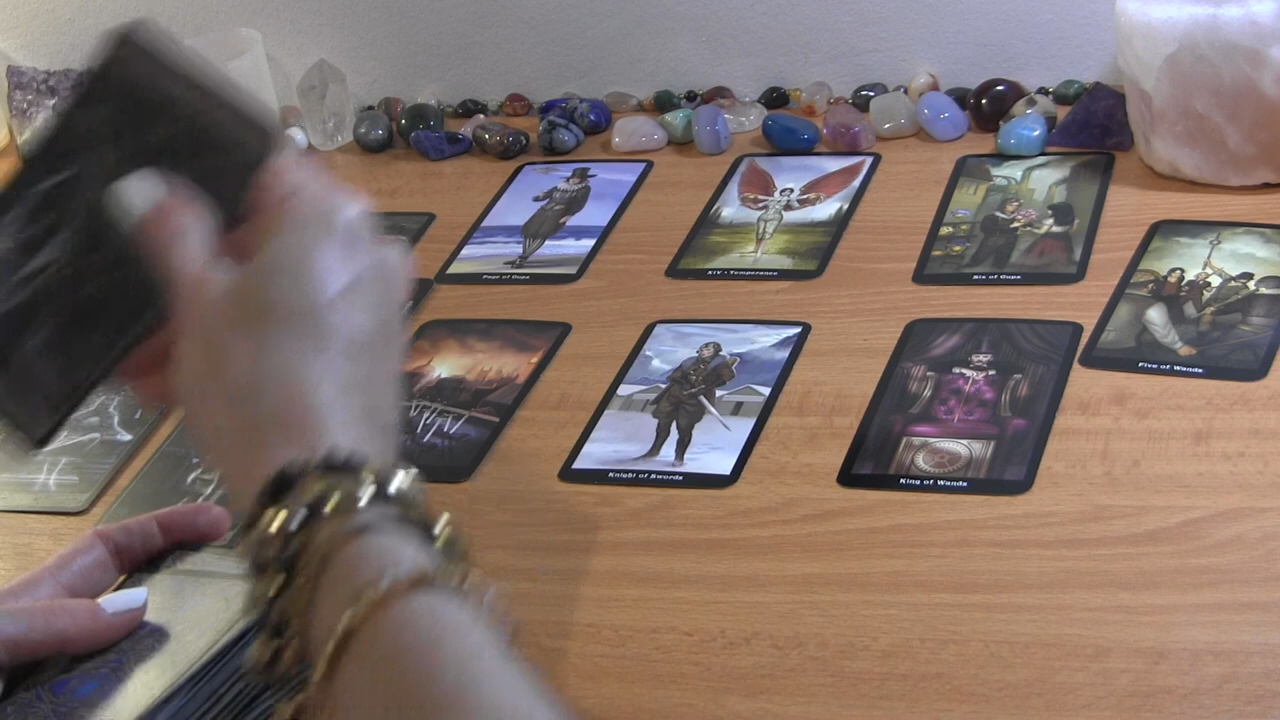 Page of Cups
XIV • Temperance
Six of Cups
Five of Wands
Knight of Swords
King of Wands